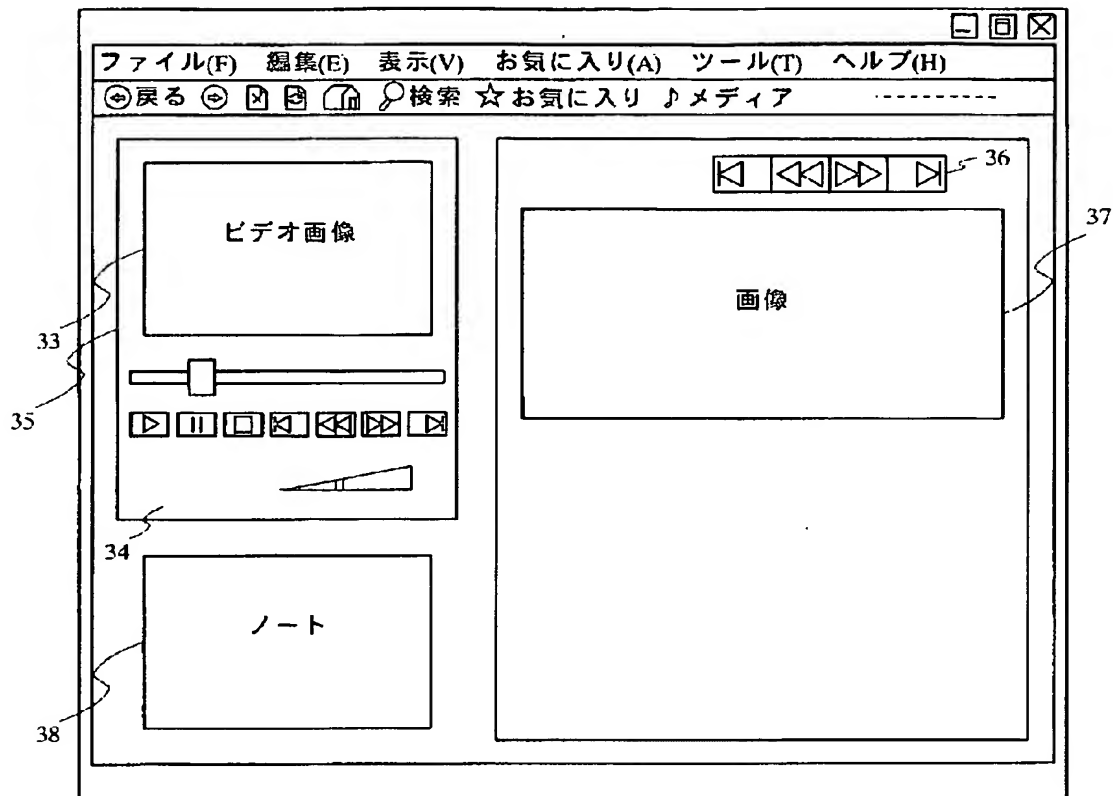 ファイル(F) 編集(E) 表示(V) お気に入り(A) ツール(T) ヘルプ(H)
戻る 検索 ☆お気に入り ♪メディア
36
37
ビデオ画像
画像
33
35
34
ノート
38